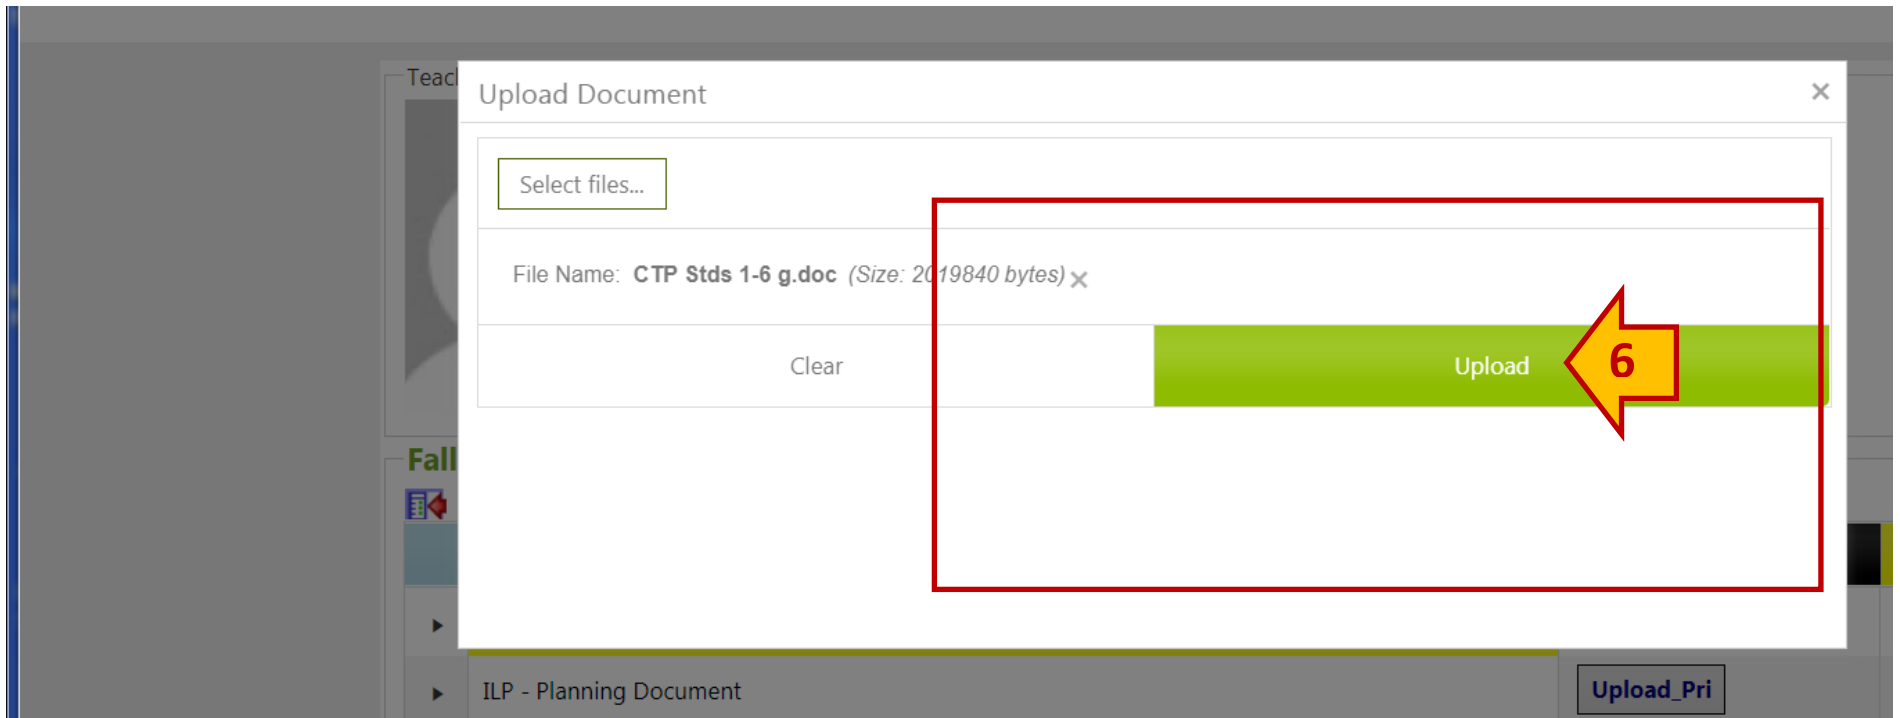 Teac
Upload Document
Select files...
File Name: CTP Stds 1-6 g.doc (Size: 2019840 bytes)
Clear
Upload
6
Fall
ILP - Planning Document
Upload_Pri